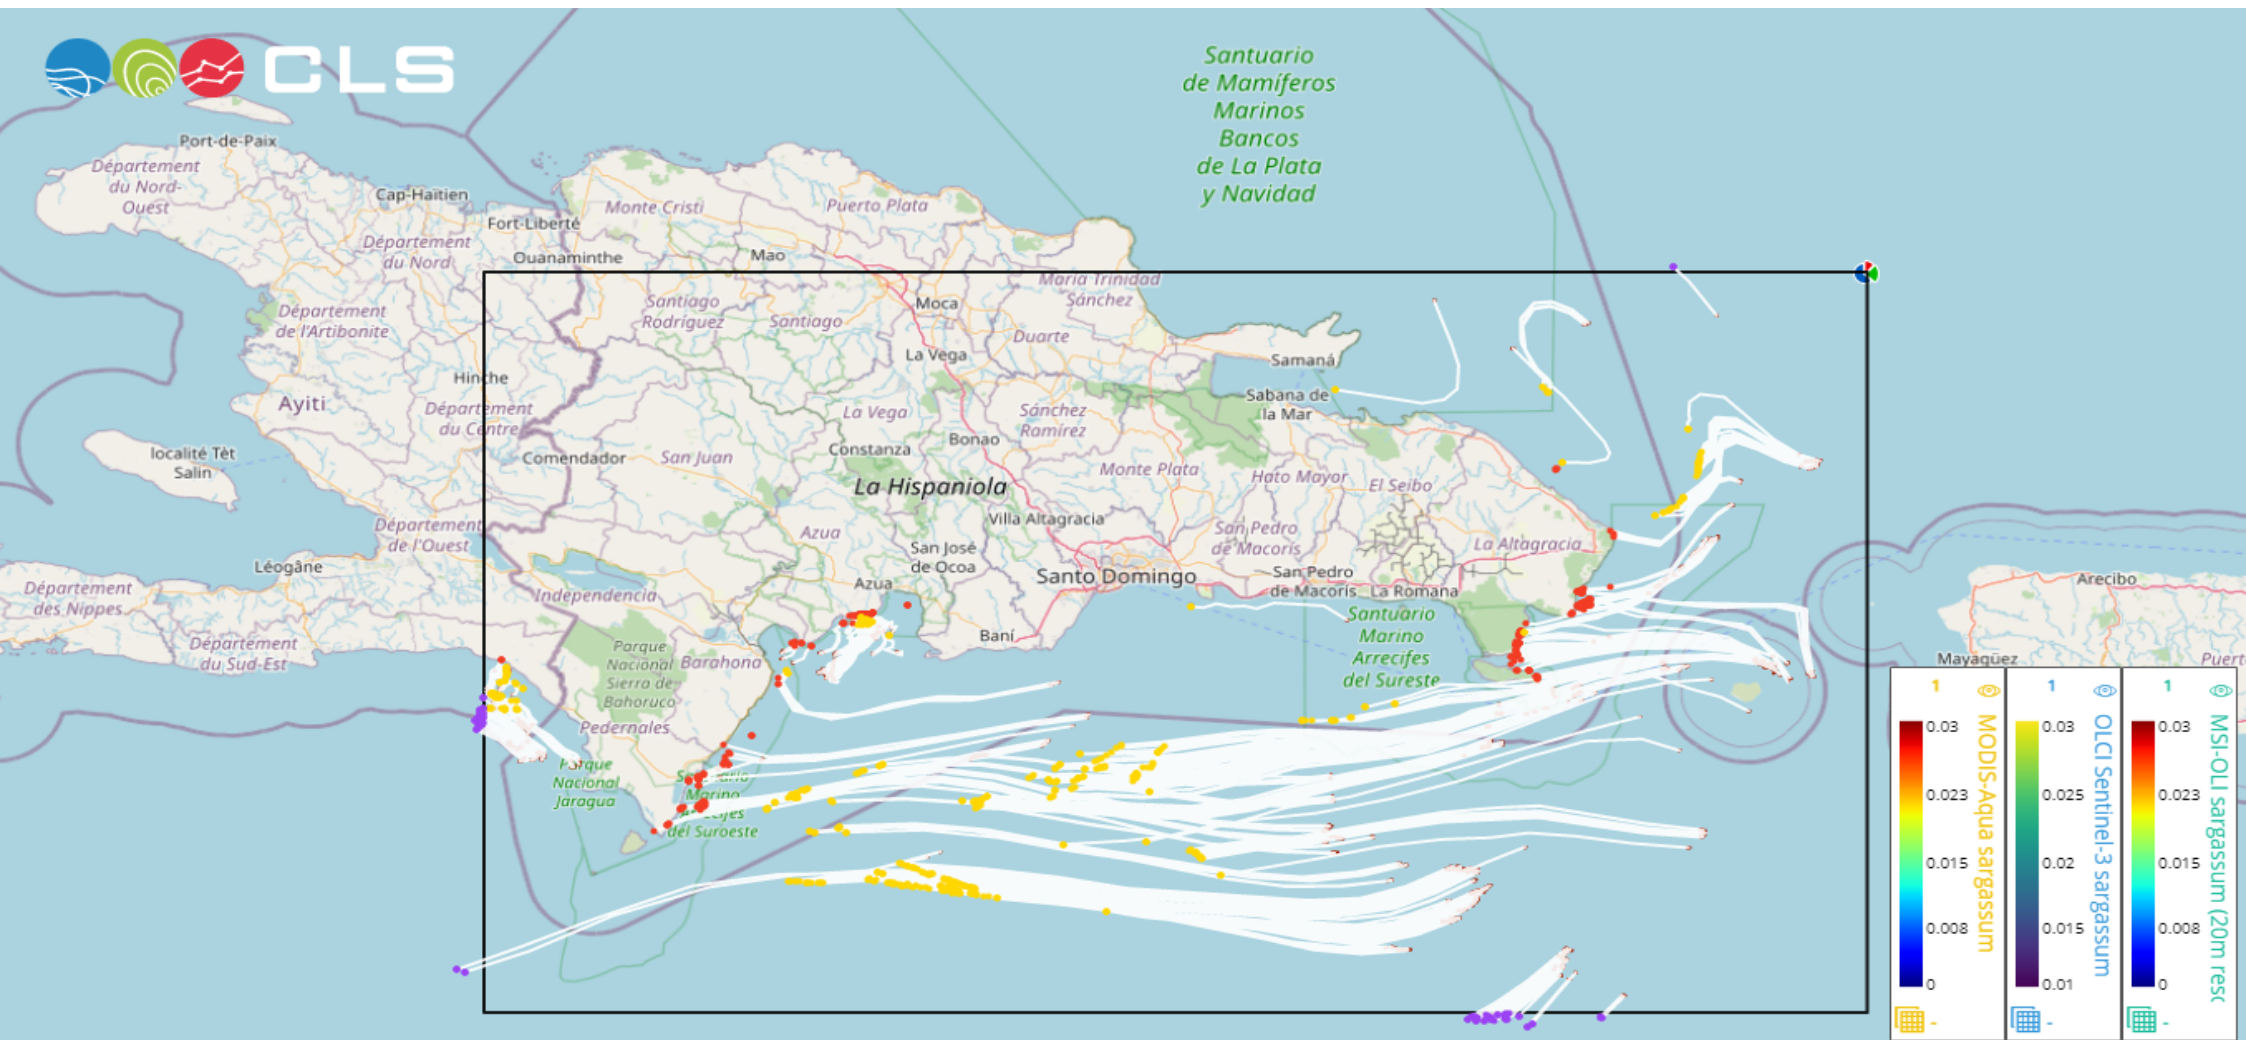 CLS
Santuario
de Mamíferos
Marinos
Bancos
de La Plata
y Navidad
Port-de-Paix
Département
du Nord-
Ouest
Cap-Haïtien
Fort-Liberté
Monte Cristi
Puerto Plata
Département
du Nord
Ouanaminthe
Mao
María Trinidad
Sánchez
Santiago
Rodríguez
Santiago
Moca
Duarte
Département
de l'Artibonite
La Vega
Samaná
Hinche
Ayiti
Département
du Centre
La Vega
Sánchez
Ramírez
Sabana de
la Mar
localité Tèt
Salin
Comendador
San Juan
Constanza
Bonao
Monte Plata
Hato Mayor
El Seibo
La Hispaniola
Département
de l'Ouest
Azua
Villa Altagracia
San Pedro
de Macorís
La Altagracia
San José
de Ocoa
Léogâne
Azua
Santo Domingo
San Pedro
de Macorís
La Romana
Arecibo
Département
des Nippes
Independencia
Santuario
Marino
Arrecifes
del Sureste
Baní
Département
du Sud-Est
Parque
Nacional
Sierra de
Bahoruco
Barahona
Mayagüez
Puert
Pedernales
Parque
Nacional
Jaragua
Marino
del Suroeste
1
0.03
0.023
0.015
0.008
0
MODIS-Aqua sargassum
-
1
0.03
0.025
0.02
0.015
0.01
OLCI Sentinel-3 sargassum
-
1
0.03
0.023
0.015
0.008
0
MSI-OLI sargassum (20m resc
-